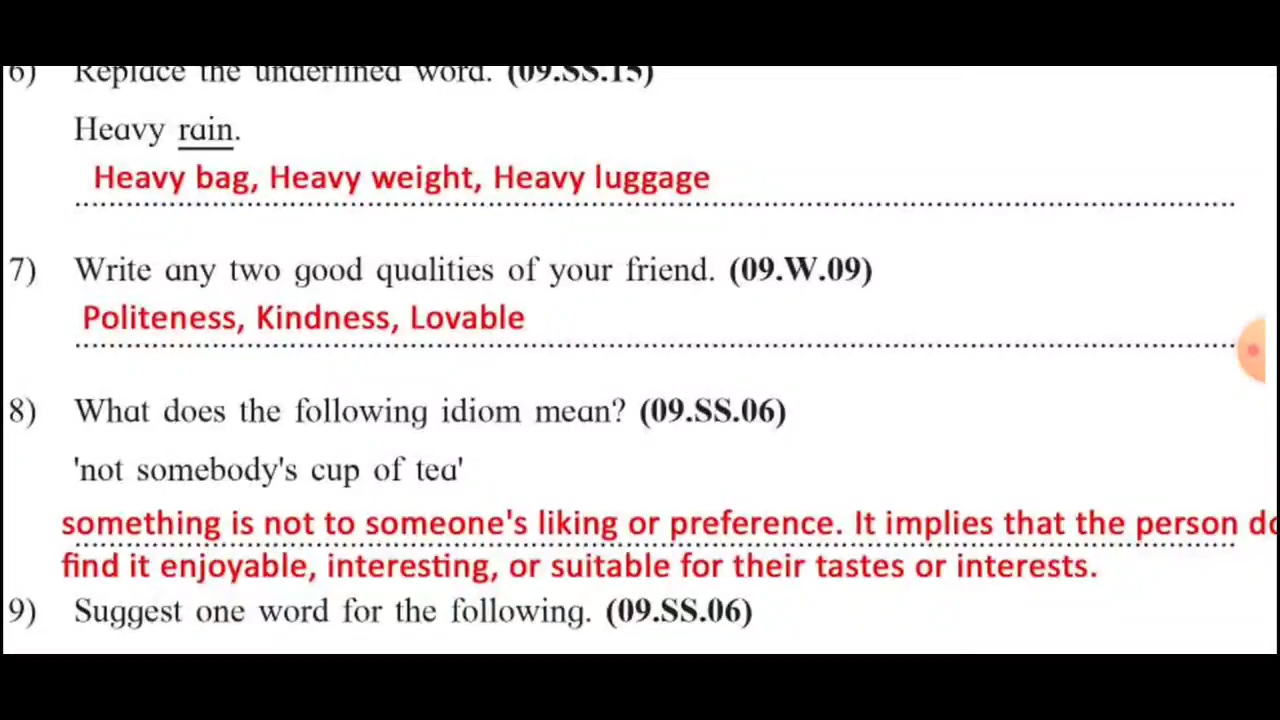 6) Replace the underlined word. (09.SS.15)
Heavy rain.
Heavy bag, Heavy weight, Heavy luggage
7) Write any two good qualities of your friend. (09.W.09)
Politeness, Kindness, Lovable
8) What does the following idiom mean? (09.SS.06)
'not somebody's cup of tea'
something is not to someone's liking or preference. It implies that the person
find it enjoyable, interesting, or suitable for their tastes or interests.
9) Suggest one word for the following. (09.SS.06)